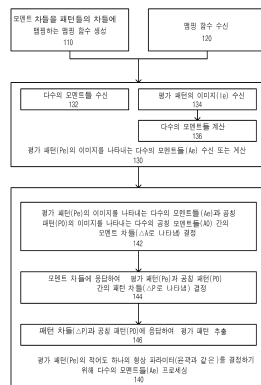 모멘트 차들을 패턴들의 차들에
맵핑하는 맵핑 함수 생성
110
맵핑 함수 수신
120
다수의 모멘트들 수신
132
평가 패턴의 이미지(Ie) 수신
134
다수의 모멘트들 계산
136
평가 패턴(Pe)의 이미지를 나타내는 다수의 모멘트들(Ae) 수신 또는 계산
130
평가 패턴(Pe)의 이미지를 나타내는 다수의 모멘트들(Ae)과 공칭
패턴(P0)의 이미지를 나타내는 다수의 공칭 모멘트들(A0) 간의
모멘트 차들(△A로 나타냄) 결정
142
모멘트 차들에 응답하여 평가 패턴(Pe)과 공칭 패턴(P0)
간의 패턴 차들(△P로 나타냄) 결정
144
패턴 차들(△P)과 공칭 패턴(P0)에 응답하여 평가 패턴 추출
146
평가 패턴(Pe)의 적어도 하나의 형상 파라미터(윤곽과 같은)를 결정하기
위해 다수의 모멘트들(Ae) 프로세싱
140